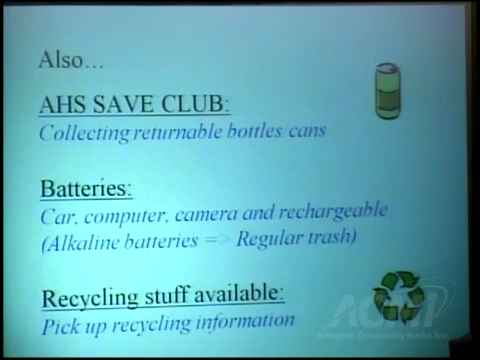 Also...
AHS SAVE CLUB:
Collecting returnable bottles/cans
Batteries:
Car, computer, camera and rechargeable
(Alkaline batteries => Regular trash)
Recycling stuff available:
Pick up recycling information
ACMi
Arlington Community Media Inc.